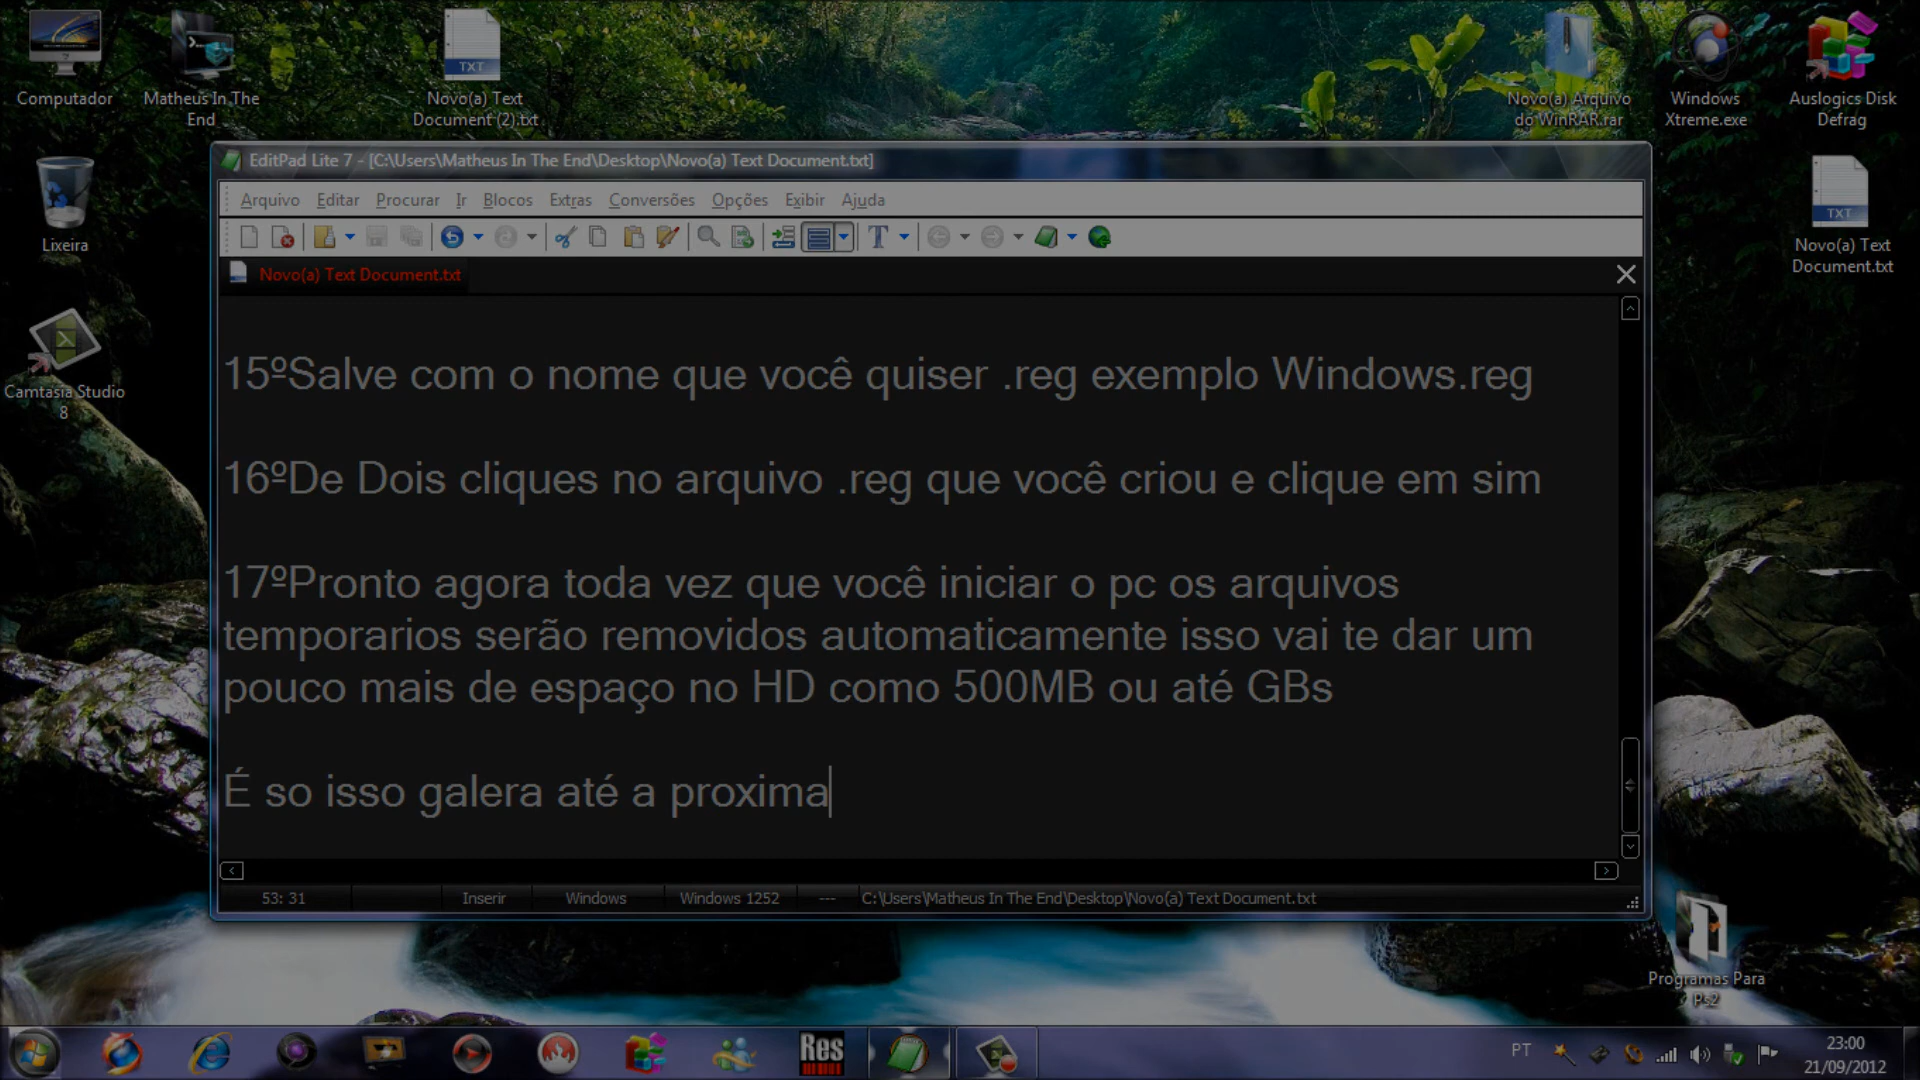 Computador
Matheus In The
End
Novo(a) Text
Document (2).txt
Novo(a) Arquivo
do WinRAR.rar
Windows
Xtreme.exe
Auslogics Disk
Defrag
EditPad Lite 7 - [C:\Users\Matheus In The End\Desktop\Novo(a) Text Document.txt]
Arquivo Editar Procurar Ir Blocos Extras Conversões Opções Exibir Ajuda
Lixeira
TXT
TXT
Novo(a) Text
Document.txt
Novo(a) Text Document.txt
15ºSalve com o nome que você quiser .reg exemplo Windows.reg
Camtasia Studio
8
16ºDe Dois cliques no arquivo .reg que você criou e clique em sim
17ºPronto agora toda vez que você iniciar o pc os arquivos
temporarios serão removidos automaticamente isso vai te dar um
pouco mais de espaço no HD como 500MB ou até GBs
É so isso galera até a proxima
53: 31 Inserir Windows Windows 1252 --- C:\Users\Matheus In The End\Desktop\Novo(a) Text Document.txt
Programas Para
Ps2
Res
PT
23:00
21/09/2012